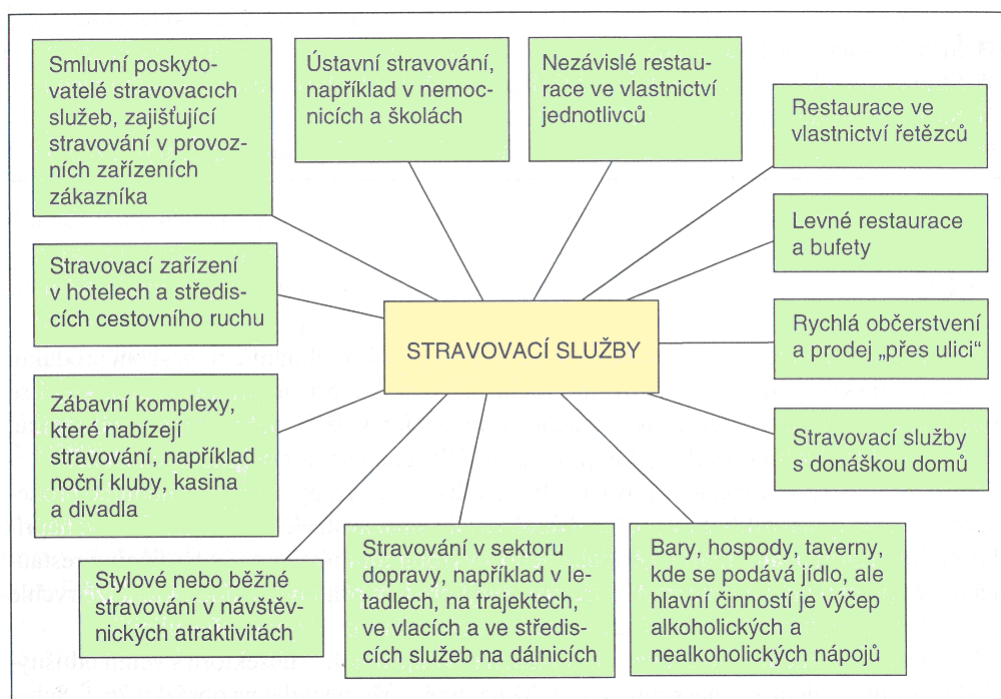 Smluvní poskyto-
vatelé stravovacıch
služeb, zajišťující
stravování v provoz-
ních zařízeních
zákazníka
Ústavní stravování,
například v nemoc-
nicích a školách
Nezávislé restau-
race ve vlastnictví
jednotlivců
Restaurace ve
vlastnictví řetězců
Levné restaurace
a bufety
Stravovací zařízení
v hotelech a středis-
cích cestovního ruchu
STRAVOVACÍ SLUŽBY
Rychlá občerstvení
a prodej „přes ulici“
Zábavní komplexy,
které nabízejí
stravování, například
noční kluby, kasina
a divadla
Stravovací služby
s donáškou domů
Stylové nebo běžné
stravování v návštěv-
nických atraktivitách
Stravování v sektoru
dopravy, například v le-
tadlech, na trajektech,
ve vlacích a ve středis-
cích služeb na dálnicích
Bary, hospody, taverny,
kde se podává jídlo, ale
hlavní činností je výčep
alkoholických a
nealkoholických nápojů